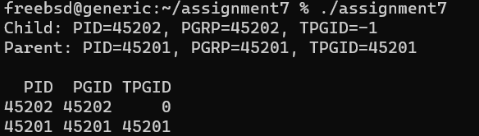 freebsd@generic:~/assignment7 % ./assignment7
Child: PID=45202, PGRP=45202, TPGID=-1
Parent: PID=45201, PGRP=45201, TPGID=45201

  PID  PGID TPGID
45202 45202     0
45201 45201 45201